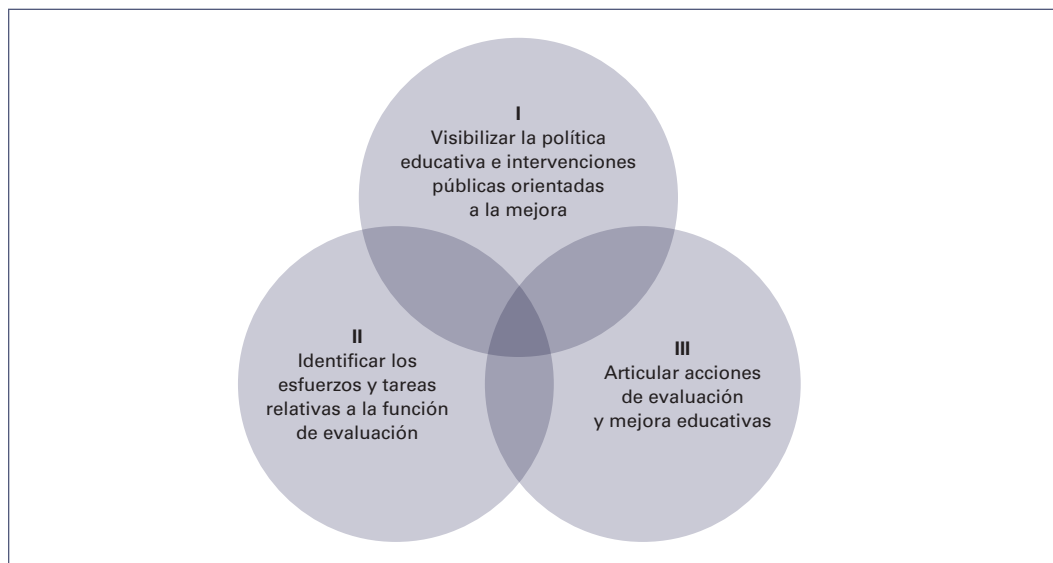 I
Visibilizar la política
educativa e intervenciones
públicas orientadas
a la mejora
II
Identificar los
esfuerzos y tareas
relativas a la función
de evaluación
III
Articular acciones
de evaluación
y mejora educativas